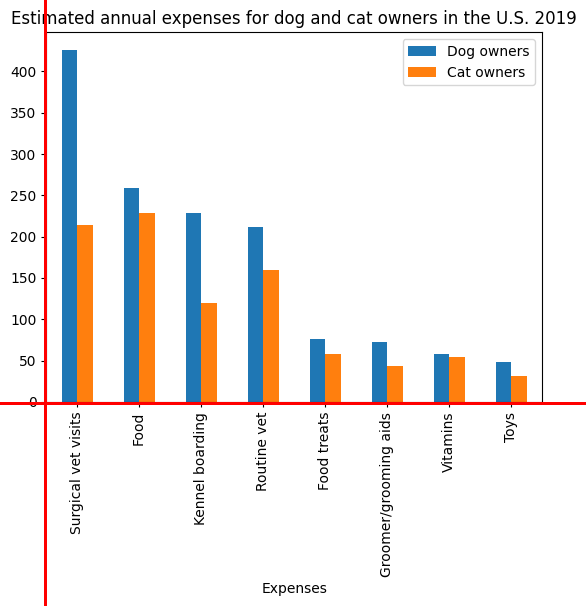 Estimated annual expenses for dog and cat owners in the U.S. 2019
Dog owners
Cat owners
400
350
300
250
200
150
100
50
0
Surgical vet visits
Food
Kennel boarding
Routine vet
Food treats
Groomer/grooming aids
Vitamins
Toys
Expenses